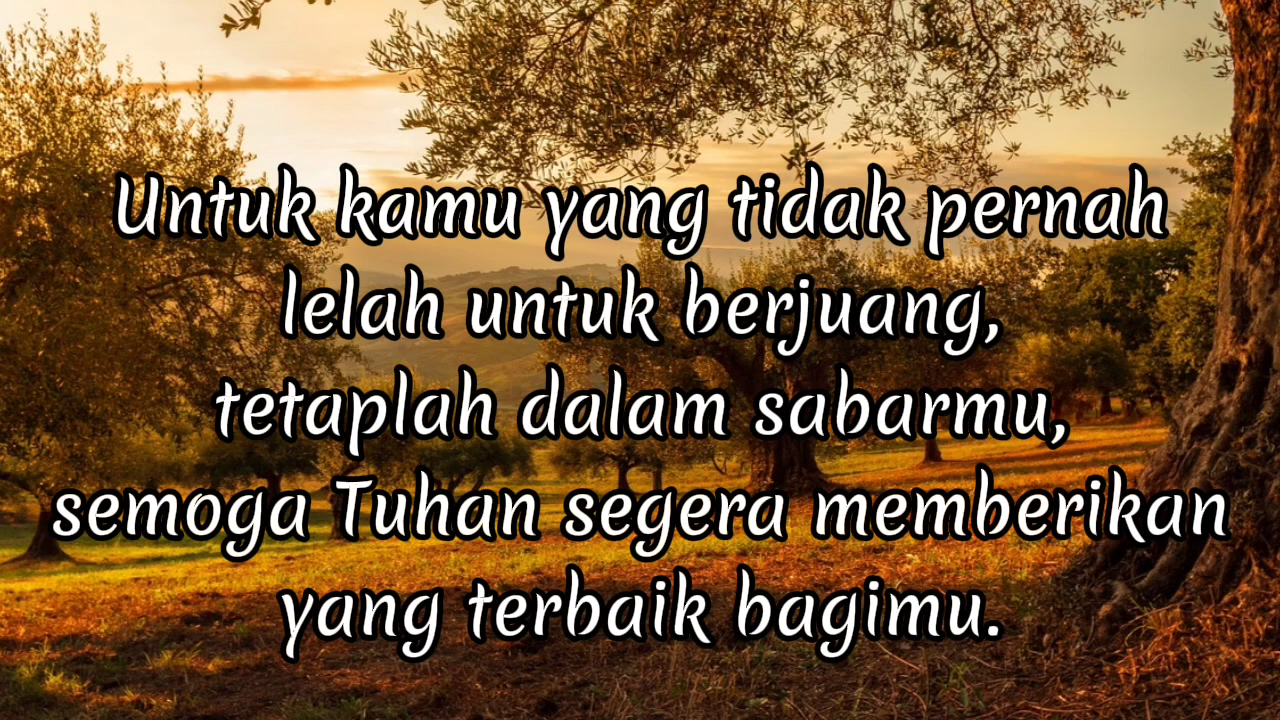 Untuk kamu yang tidak pernah
lelah untuk berjuang,
tetaplah dalam sabarmu,
semoga Tuhan segera memberikan
yang terbaik bagimu.